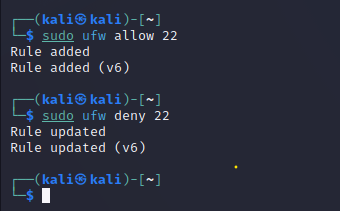 ┌──(kali㉿kali)-[~]
└─$ sudo ufw allow 22
Rule added
Rule added (v6)
┌──(kali㉿kali)-[~]
└─$ sudo ufw deny 22
Rule updated
Rule updated (v6)
┌──(kali㉿kali)-[~]
└─$